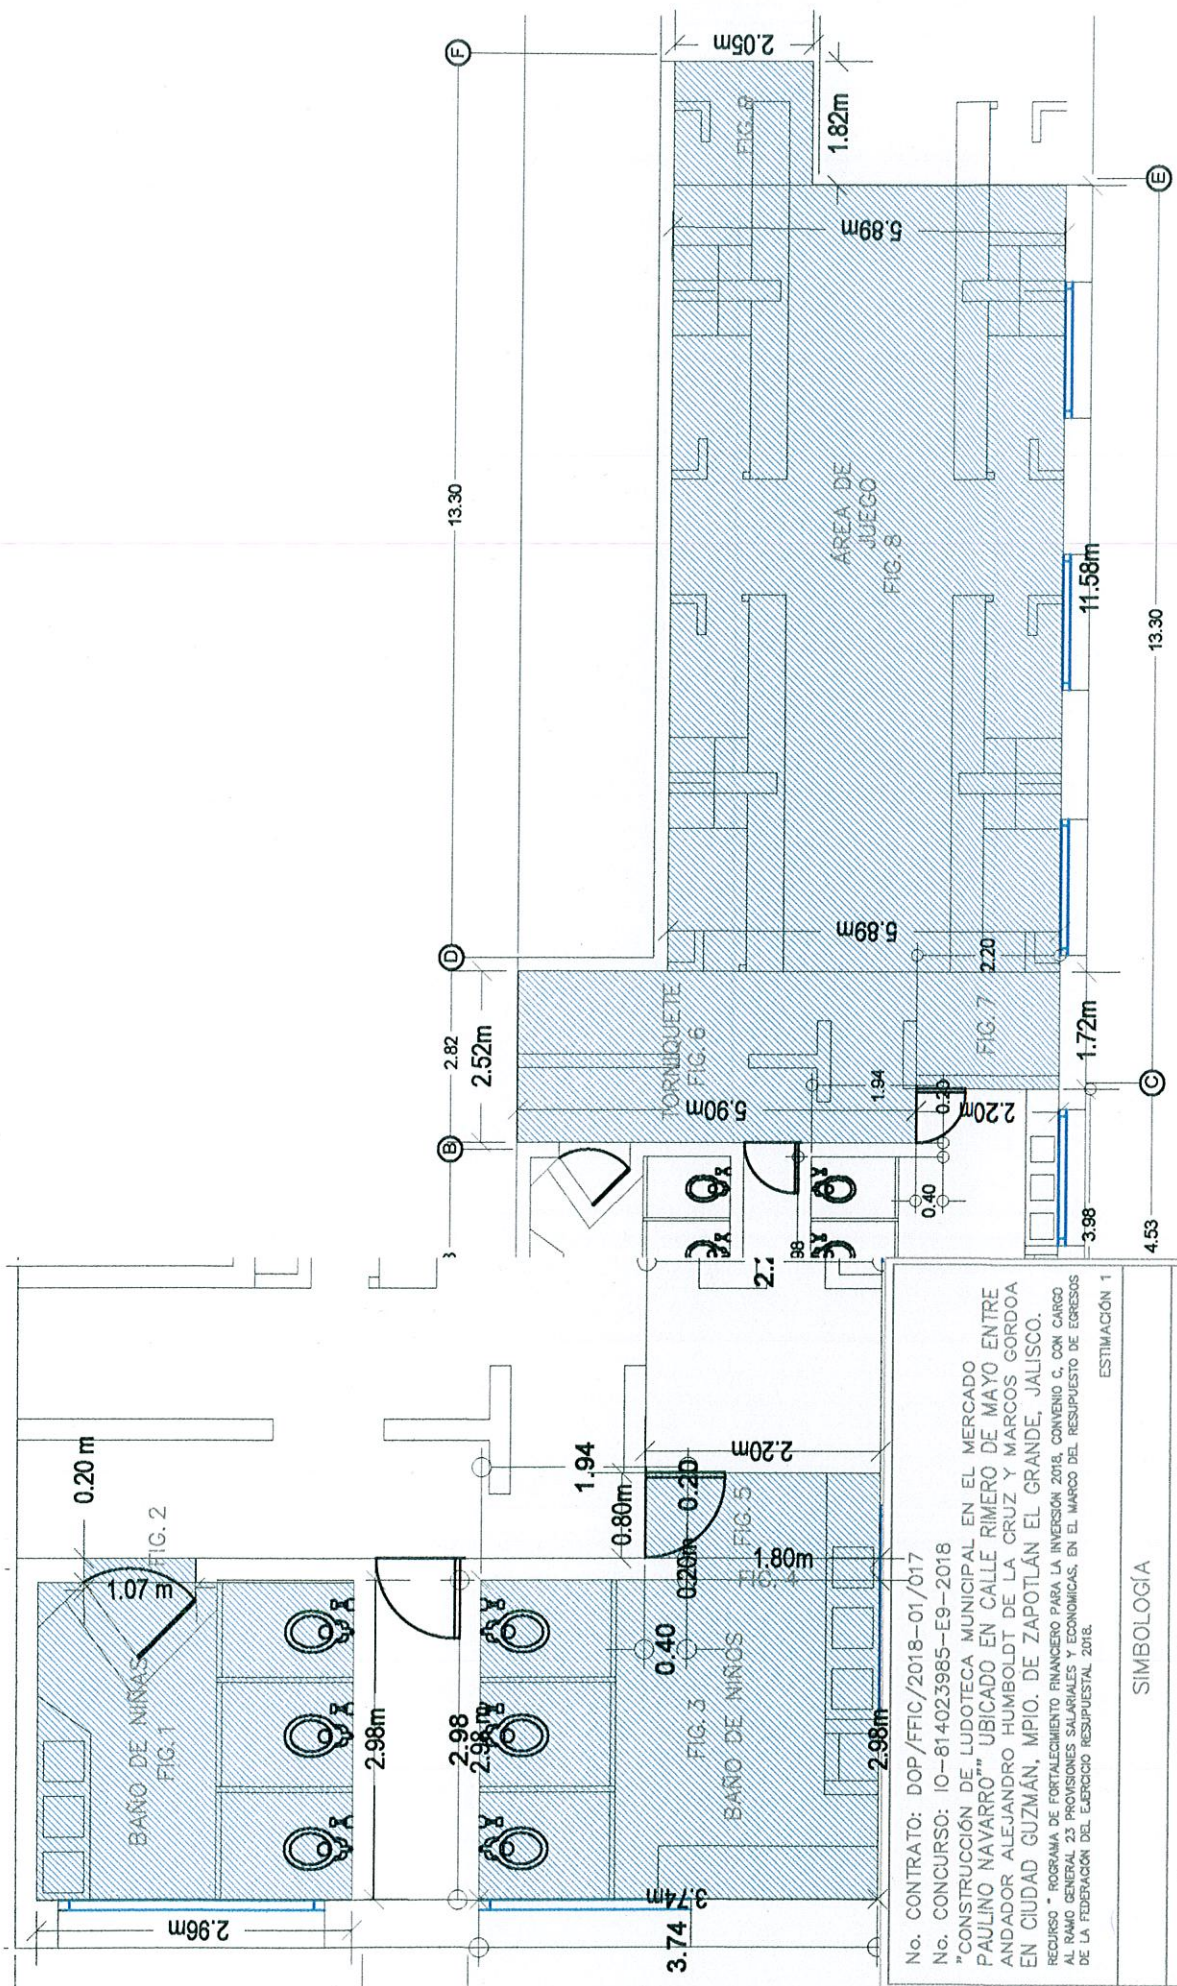 F
2.05m
FIG. 9
1.82m
E
13.30
5.89m
ÁREA DE
JUEGO
FIG. 8
11.58m
13.30
5.89m
D
2.20
2.82
2.52m
TORNIQUETE
FIG. 6
FIG. 7
1.72m
5.90m
1.94
0.20
2.20m
C
B
0.40
3.98
4.53
98
0.20 m
FIG. 2
1.07 m
BAÑO DE NIÑAS
FIG. 1
2.96m
2.98m
2.98
2.98 m
1.94
0.80m
2.20m
0.20
0.20m
FIG. 5
1.80m
0.40
FIG. 3
BAÑO DE NIÑOS
2.98m
3.74m
3.74
No. CONTRATO: DOP/FFIC/2018-01/017
No. CONCURSO: IO-814023985-E9-2018
"CONSTRUCCIÓN DE LUDOTECA MUNICIPAL EN EL MERCADO
PAULINO NAVARRO"" UBICADO EN CALLE RIMERO DE MAYO ENTRE
ANDADOR ALEJANDRO HUMBOLDT DE LA CRUZ Y MARCOS GORDOA
EN CIUDAD GUZMÁN, MPIO. DE ZAPOTLÁN EL GRANDE, JALISCO.
RECURSO " ROGRAMA DE FORTALECIMIENTO FINANCIERO PARA LA INVERSIÓN 2018, CONVENIO C, CON CARGO
AL RAMO GENERAL 23 PROVISIONES SALARIALES Y ECONOMICAS, EN EL MARCO DEL RESUPUESTO DE EGRESOS
DE LA FEDERACIÓN DEL EJERCICIO RESUPUESTAL 2018.
ESTIMACIÓN 1
SIMBOLOGÍA